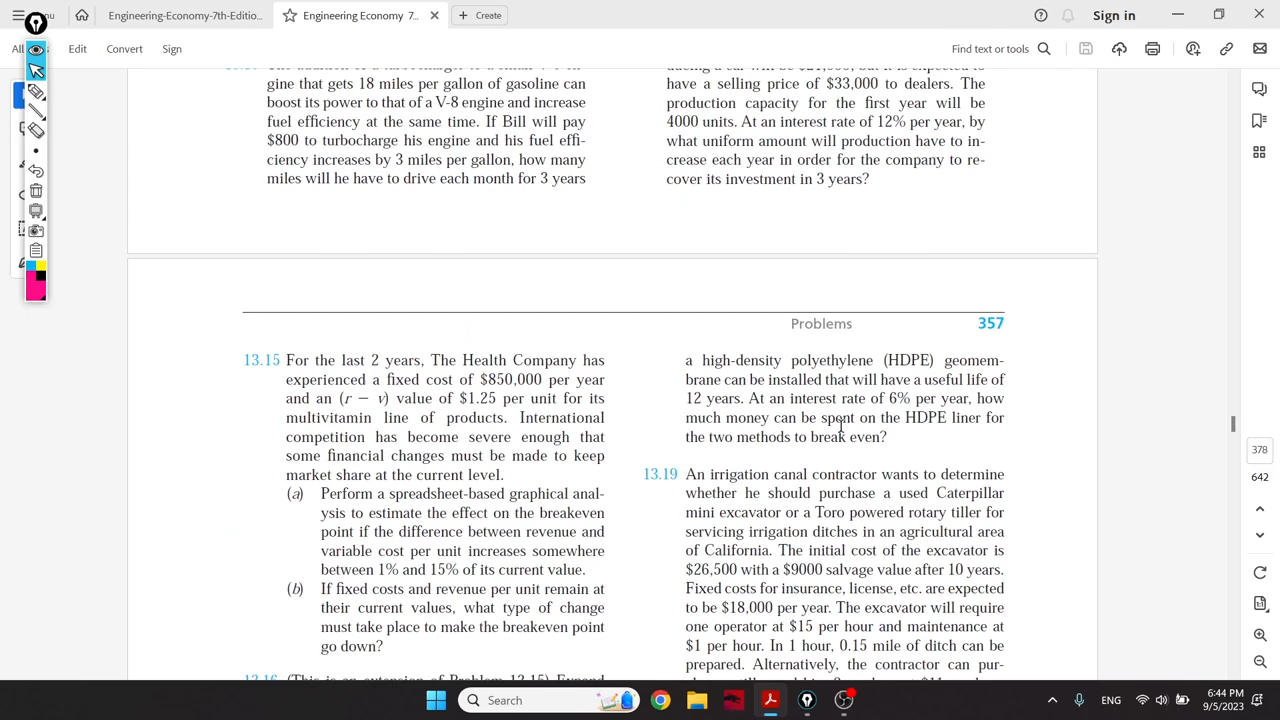 Menu
Engineering-Economy-7th-Editio...
Engineering Economy 7...
Create
Sign in
All
Edit
Convert
Sign
Find text or tools
gine that gets 18 miles per gallon of gasoline can
boost its power to that of a V-8 engine and increase
fuel efficiency at the same time. If Bill will pay
$800 to turbocharge his engine and his fuel effi-
ciency increases by 3 miles per gallon, how many
miles will he have to drive each month for 3 years
have a selling price of $33,000 to dealers. The
production capacity for the first year will be
4000 units. At an interest rate of 12% per year, by
what uniform amount will production have to in-
crease each year in order for the company to re-
cover its investment in 3 years?
Problems 357
13.15 For the last 2 years, The Health Company has
experienced a fixed cost of $850,000 per year
and an (r − v) value of $1.25 per unit for its
multivitamin line of products. International
competition has become severe enough that
some financial changes must be made to keep
market share at the current level.
(a) Perform a spreadsheet-based graphical anal-
ysis to estimate the effect on the breakeven
point if the difference between revenue and
variable cost per unit increases somewhere
between 1% and 15% of its current value.
(b) If fixed costs and revenue per unit remain at
their current values, what type of change
must take place to make the breakeven point
go down?
13.16 (This is an extension of Problem 13.15) Expand
a high-density polyethylene (HDPE) geomem-
brane can be installed that will have a useful life of
12 years. At an interest rate of 6% per year, how
much money can be spent on the HDPE liner for
the two methods to break even?
13.19 An irrigation canal contractor wants to determine
whether he should purchase a used Caterpillar
mini excavator or a Toro powered rotary tiller for
servicing irrigation ditches in an agricultural area
of California. The initial cost of the excavator is
$26,500 with a $9000 salvage value after 10 years.
Fixed costs for insurance, license, etc. are expected
to be $18,000 per year. The excavator will require
one operator at $15 per hour and maintenance at
$1 per hour. In 1 hour, 0.15 mile of ditch can be
prepared. Alternatively, the contractor can pur-
378
642
Search
ENG
6:44 PM
9/5/2023